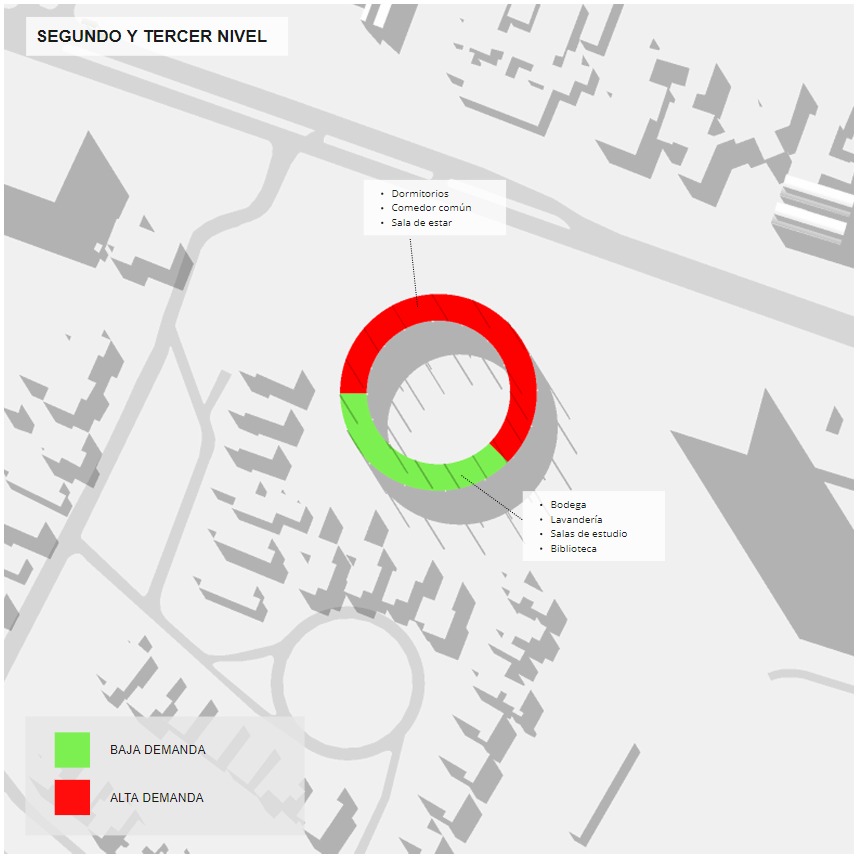 SEGUNDO Y TERCER NIVEL
• Dormitorios
• Comedor común
• Sala de estar
• Bodega
• Lavandería
• Salas de estudio
• Biblioteca
BAJA DEMANDA
ALTA DEMANDA